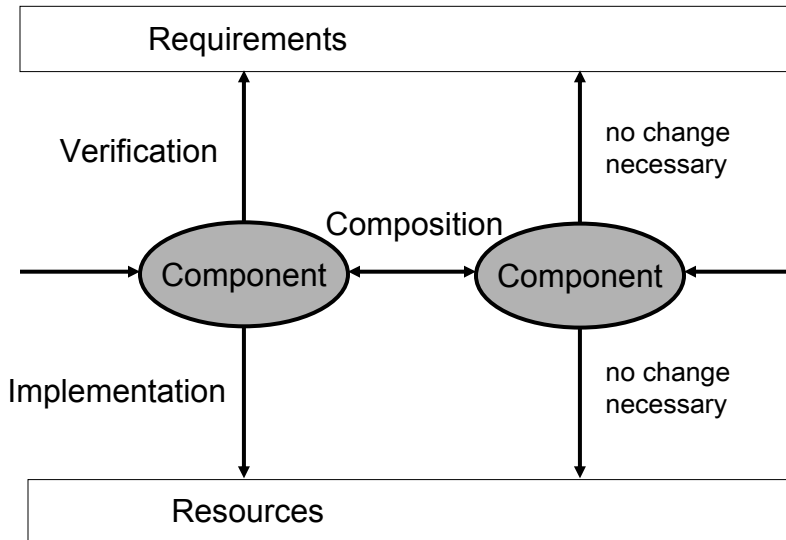 Requirements
Verification
no change
necessary
Composition
Component
Component
Implementation
no change
necessary
Resources